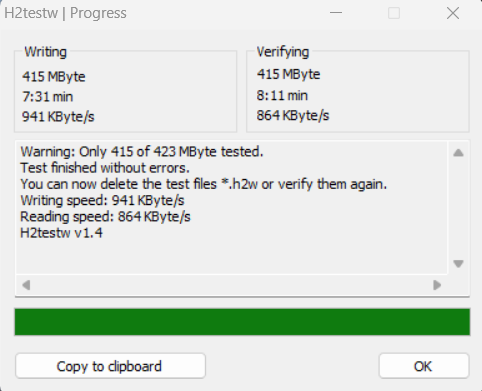 H2testw | Progress
Writing
415 MByte
7:31 min
941 KByte/s
Verifying
415 MByte
8:11 min
864 KByte/s
Warning: Only 415 of 423 MByte tested.
Test finished without errors.
You can now delete the test files *.h2w or verify them again.
Writing speed: 941 KByte/s
Reading speed: 864 KByte/s
H2testw v1.4
Copy to clipboard
OK